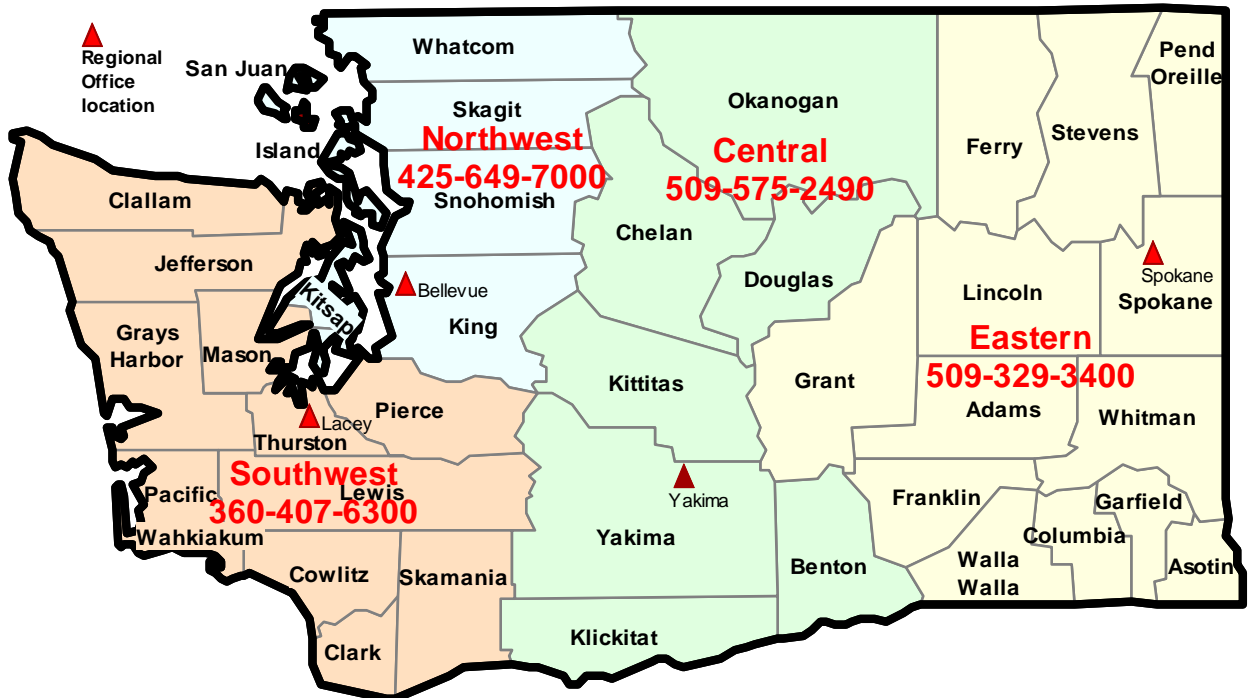 Regional
Office
location
San Juan
Whatcom
Okanogan
Pend
Oreille
Skagit
Northwest
425-649-7000
Central
509-575-2490
Ferry
Stevens
Island
Snohomish
Clallam
Chelan
Jefferson
Kitsap
Bellevue
King
Douglas
Lincoln
Spokane
Spokane
Grays
Harbor
Mason
Kittitas
Grant
Eastern
509-329-3400
Adams
Whitman
Pierce
Lacey
Thurston
Southwest
360-407-6300
Lewis
Pacific
Wahkiakum
Yakima
Yakima
Franklin
Garfield
Columbia
Benton
Walla
Walla
Asotin
Cowlitz
Skamania
Clark
Klickitat